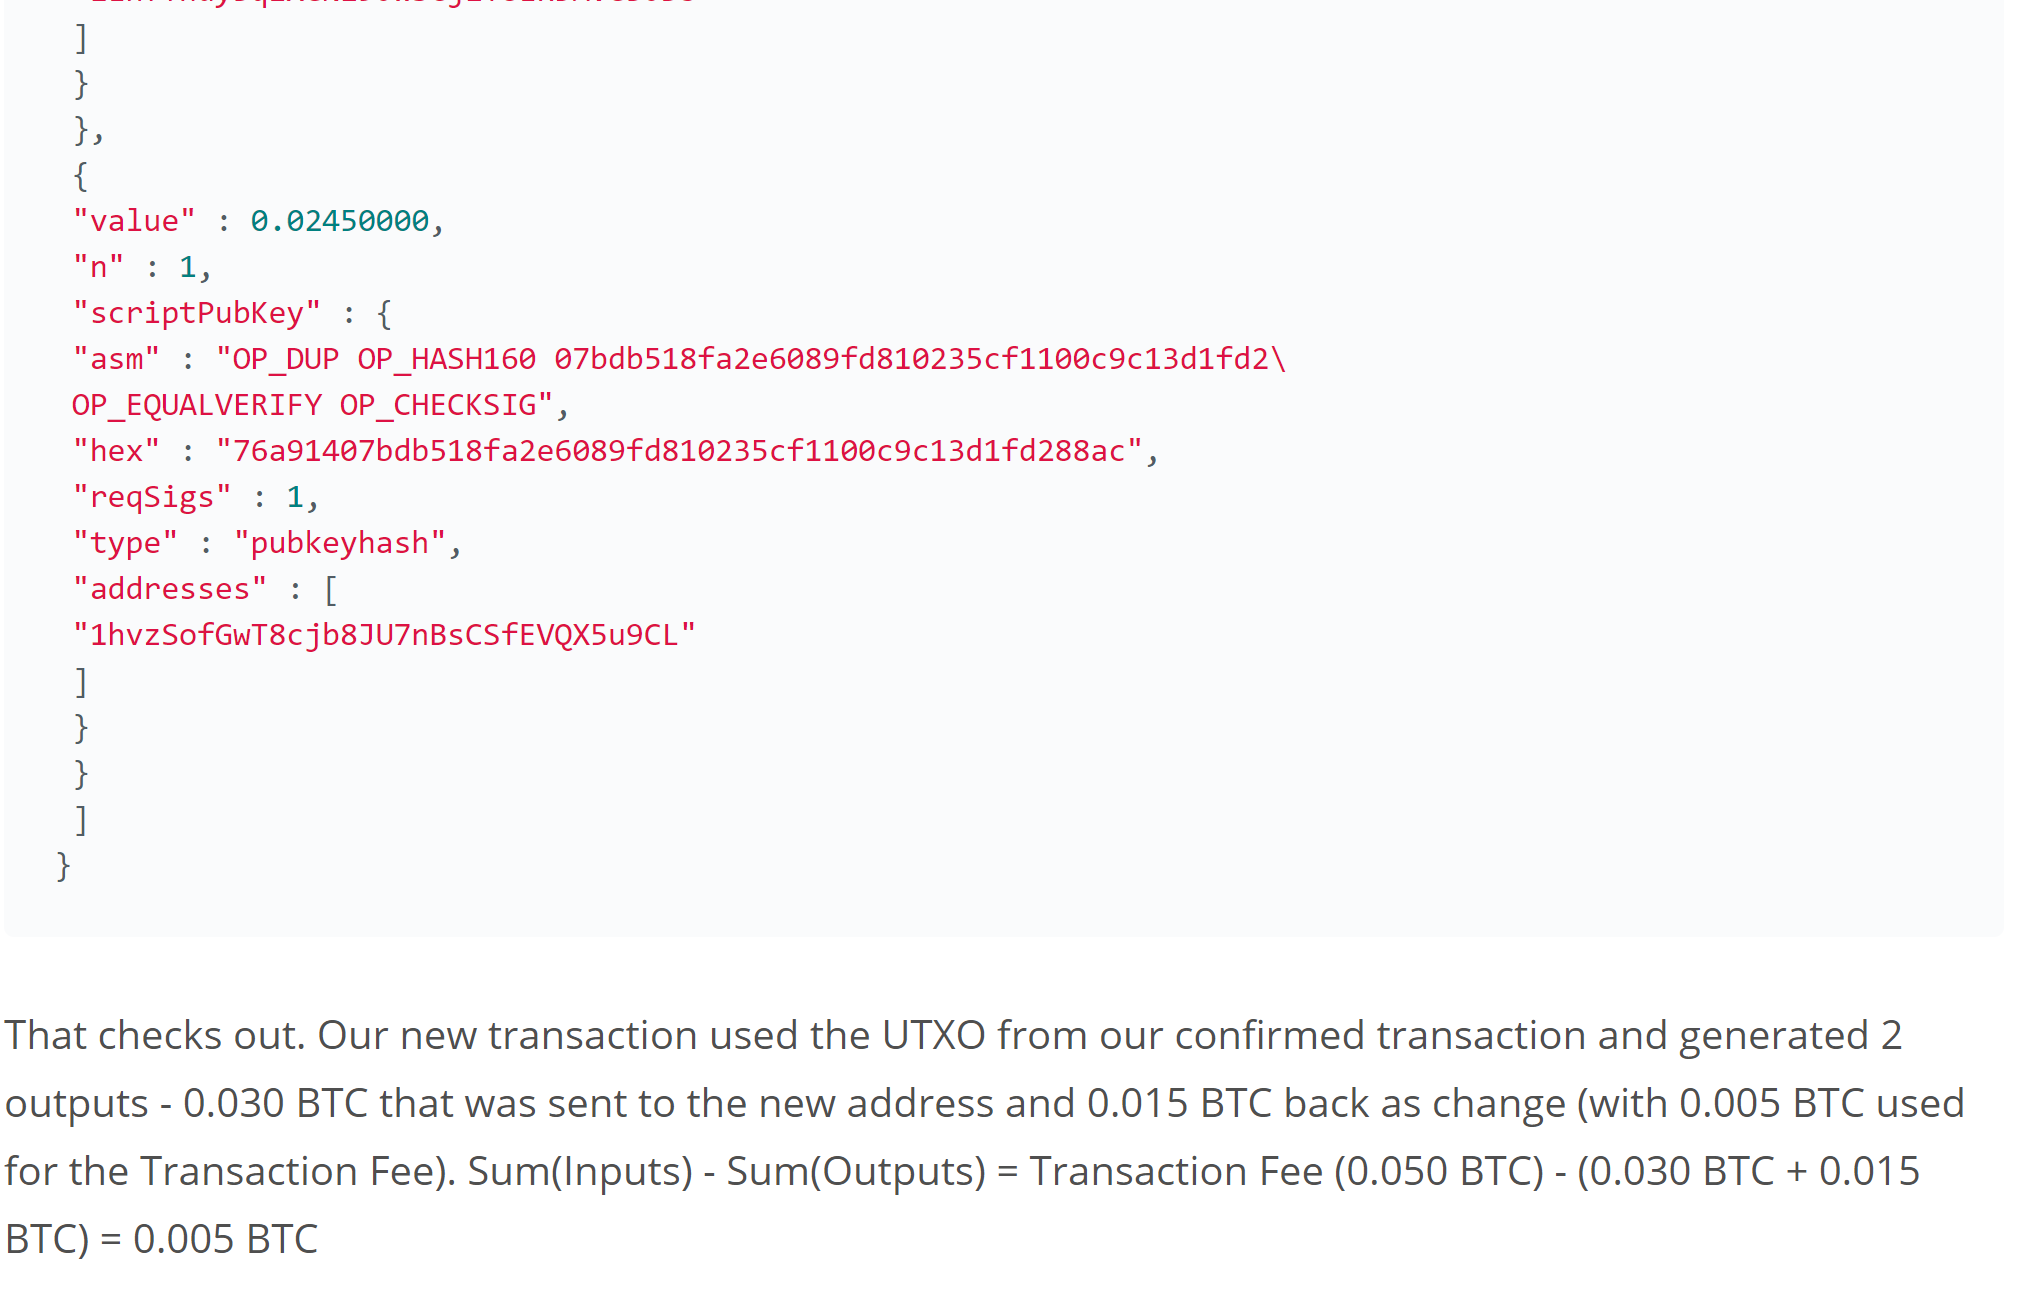 ]
}
},
{
"value" : 0.02450000,
"n" : 1,
"scriptPubKey" : {
"asm" : "OP_DUP OP_HASH160 07bdb518fa2e6089fd810235cf1100c9c13d1fd2\
OP_EQUALVERIFY OP_CHECKSIG",
"hex" : "76a91407bdb518fa2e6089fd810235cf1100c9c13d1fd288ac",
"reqSigs" : 1,
"type" : "pubkeyhash",
"addresses" : [
"1hvzSofGwT8cjb8JU7nBsCSfEVQX5u9CL"
]
}
}
]
}
That checks out. Our new transaction used the UTXO from our confirmed transaction and generated 2
outputs - 0.030 BTC that was sent to the new address and 0.015 BTC back as change (with 0.005 BTC used
for the Transaction Fee). Sum(Inputs) - Sum(Outputs) = Transaction Fee (0.050 BTC) - (0.030 BTC + 0.015
BTC) = 0.005 BTC